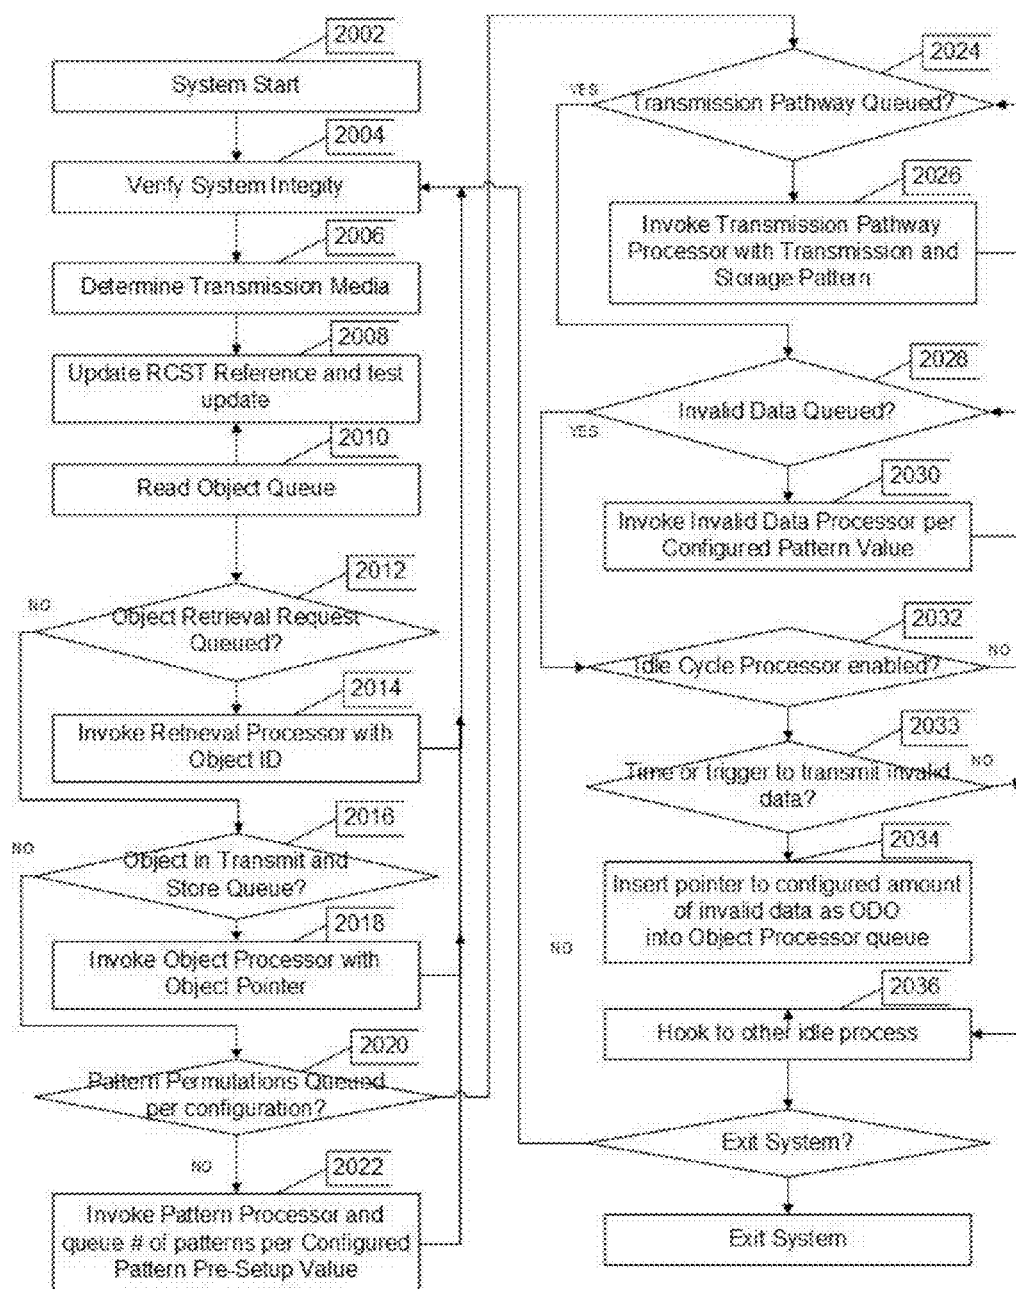 2002
System Start
2004
Verify System Integity
2006
Determine Transmission Media
2008
Update RCST Reference and test
update
2010
Read Object Queue
2012
NO
Object Retrieval Request
Queued?
2014
Invoke Retrieval Processor with
Object ID
2016
NO
Object in Transmit and
Store Queue?
2018
Invoke Object Processor with
Object Pointer
2020
Pattern Permutations Queued
per configuration?
NO
2022
Invoke Pattern Processor and
queue # of patterns per Configured
Pattern Pre-Setup Value
2024
YES
Transmission Pathway Queued?
2026
Invoke Transmission Pathway
Processor with Transmission and
Storage Pattern
2028
Invalid Data Queued?
YES
2030
Invoke Invalid Data Processor per
Configured Pattern Value
2032
Idle Cycle Processor enabled?
NO
2033
Time or trigger to transmit invalid
data?
NO
2034
Insert pointer to configured amount
of invalid data as ODO
into Object Processor queue
NO
2036
Hook to other idle process
Exit System?
Exit System